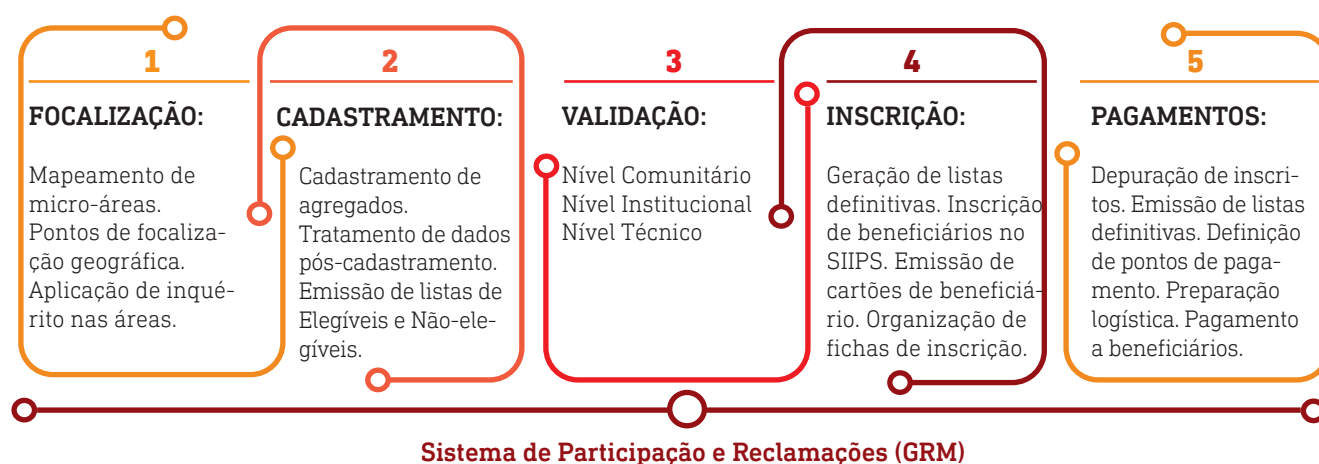 1
FOCALIZAÇÃO:
Mapeamento de
micro-áreas.
Pontos de focaliza-
ção geográfica.
Aplicação de inqué-
rito nas áreas.
2
CADASTRAMENTO:
Cadastramento de
agregados.
Tratamento de dados
pós-cadastramento.
Emissão de listas de
Elegíveis e Não-ele-
gíveis.
3
VALIDAÇÃO:
Nível Comunitário
Nível Institucional
Nível Técnico
4
INSCRIÇÃO:
Geração de listas
definitivas. Inscrição
de beneficiários no
SIIPS. Emissão de
cartões de beneficiá-
rio. Organização de
fichas de inscrição.
5
PAGAMENTOS:
Depuração de inscri-
tos. Emissão de listas
definitivas. Definição
de pontos de paga-
mento. Preparação
logística. Pagamento
a beneficiários.
Sistema de Participação e Reclamações (GRM)